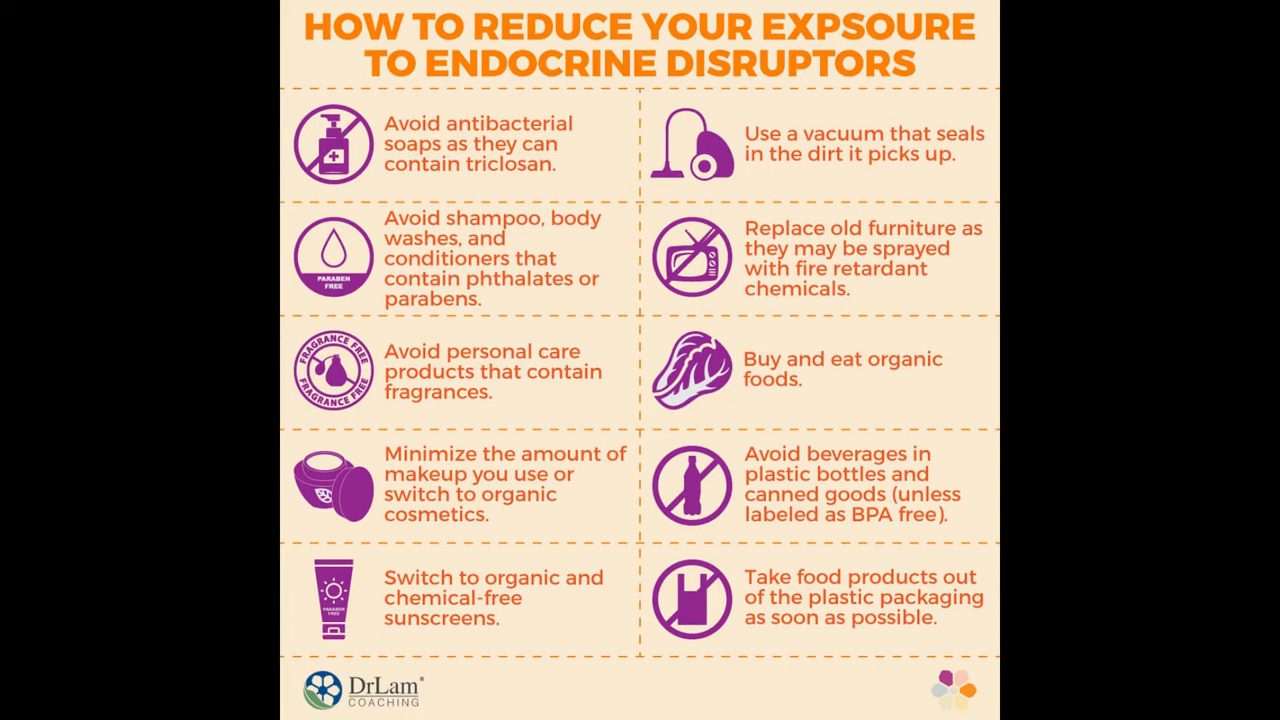 HOW TO REDUCE YOUR EXPSOURE
TO ENDOCRINE DISRUPTORS
Avoid antibacterial
soaps as they can
contain triclosan.
Avoid shampoo, body
washes, and
conditioners that
contain phthalates or
parabens.
PARABEN
FREE
Avoid personal care
products that contain
fragrances.
FRAGRANCE FREE
FRAGRANCE FREE
Minimize the amount of
makeup you use or
switch to organic
cosmetics.
Switch to organic and
chemical-free
sunscreens.
PARABEN
FREE
Use a vacuum that seals
in the dirt it picks up.
Replace old furniture as
they may be sprayed
with fire retardant
chemicals.
Buy and eat organic
foods.
Avoid beverages in
plastic bottles and
canned goods (unless
labeled as BPA free).
Take food products out
of the plastic packaging
as soon as possible.
DrLam®
COACHING